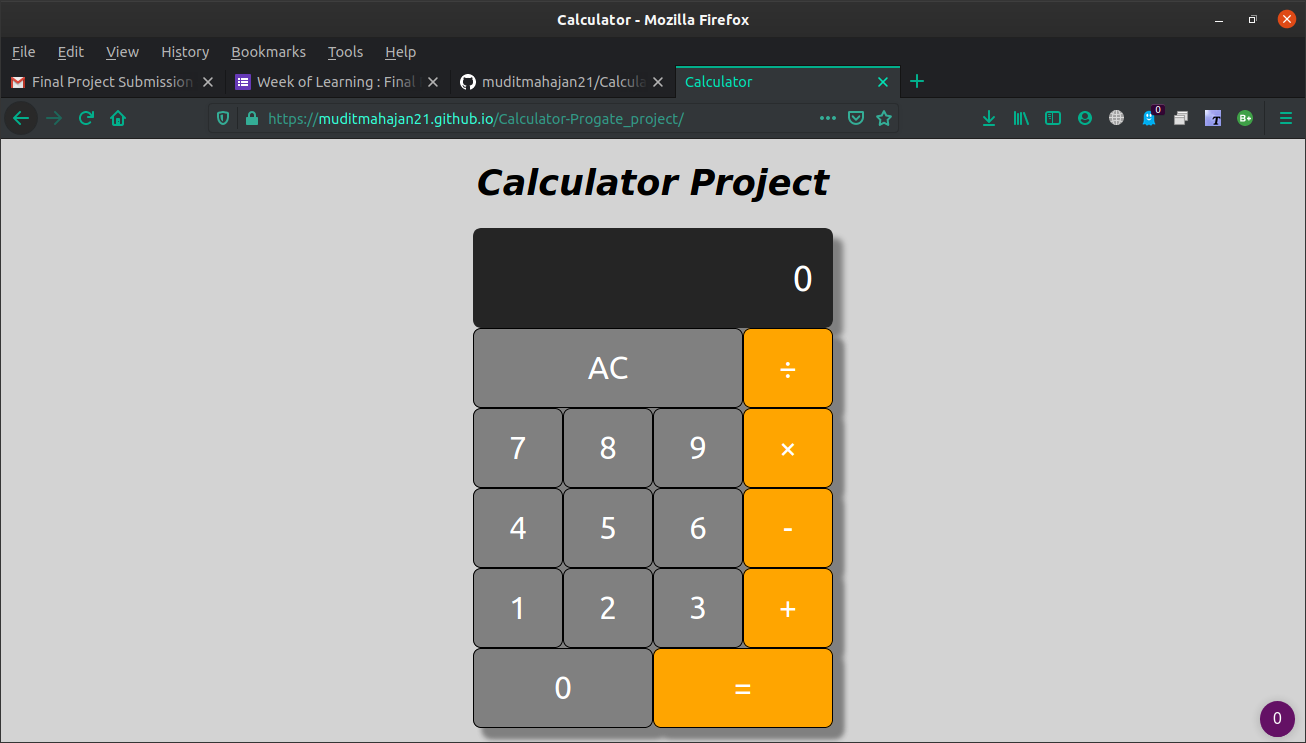 Calculator - Mozilla Firefox
File Edit View History Bookmarks Tools Help
Final Project Submission Week of Learning : Final muditmahajan21/Calcula Calculator
https://muditmahajan21.github.io/Calculator-Progate_project/ 0 B+
Calculator Project
0
AC ÷
7 8 9 ×
4 5 6 -
1 2 3 +
0 =
0